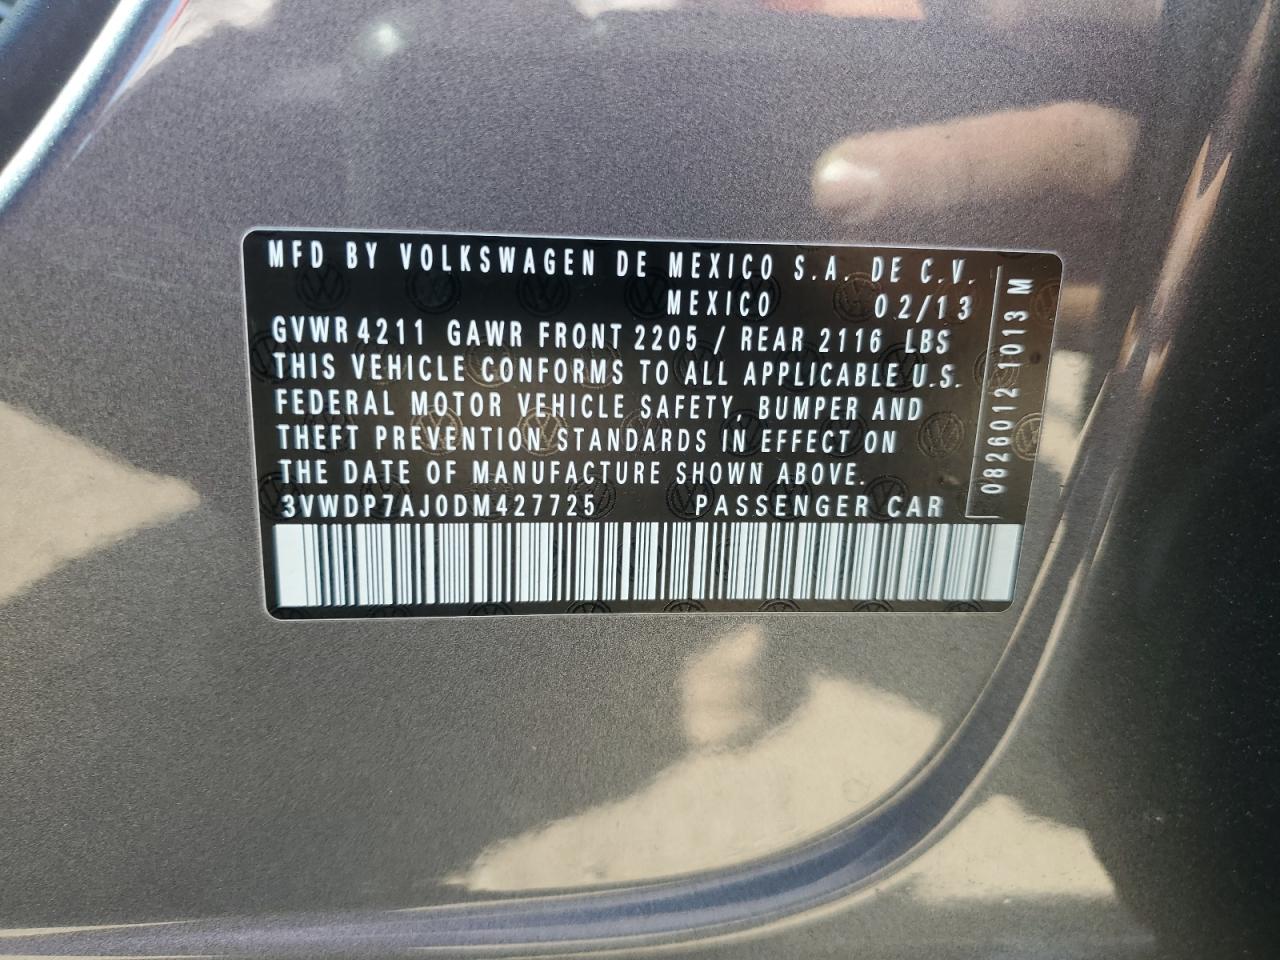 MFD BY VOLKSWAGEN DE MEXICO S.A. DE C.V.
MEXICO 02/13
GVWR 4211 GAWR FRONT 2205 / REAR 2116 LBS
THIS VEHICLE CONFORMS TO ALL APPLICABLE U.S.
FEDERAL MOTOR VEHICLE SAFETY, BUMPER AND
THEFT PREVENTION STANDARDS IN EFFECT ON
THE DATE OF MANUFACTURE SHOWN ABOVE.
3VWDP7AJ0DM427725 PASSENGER CAR
0826012 1013 M